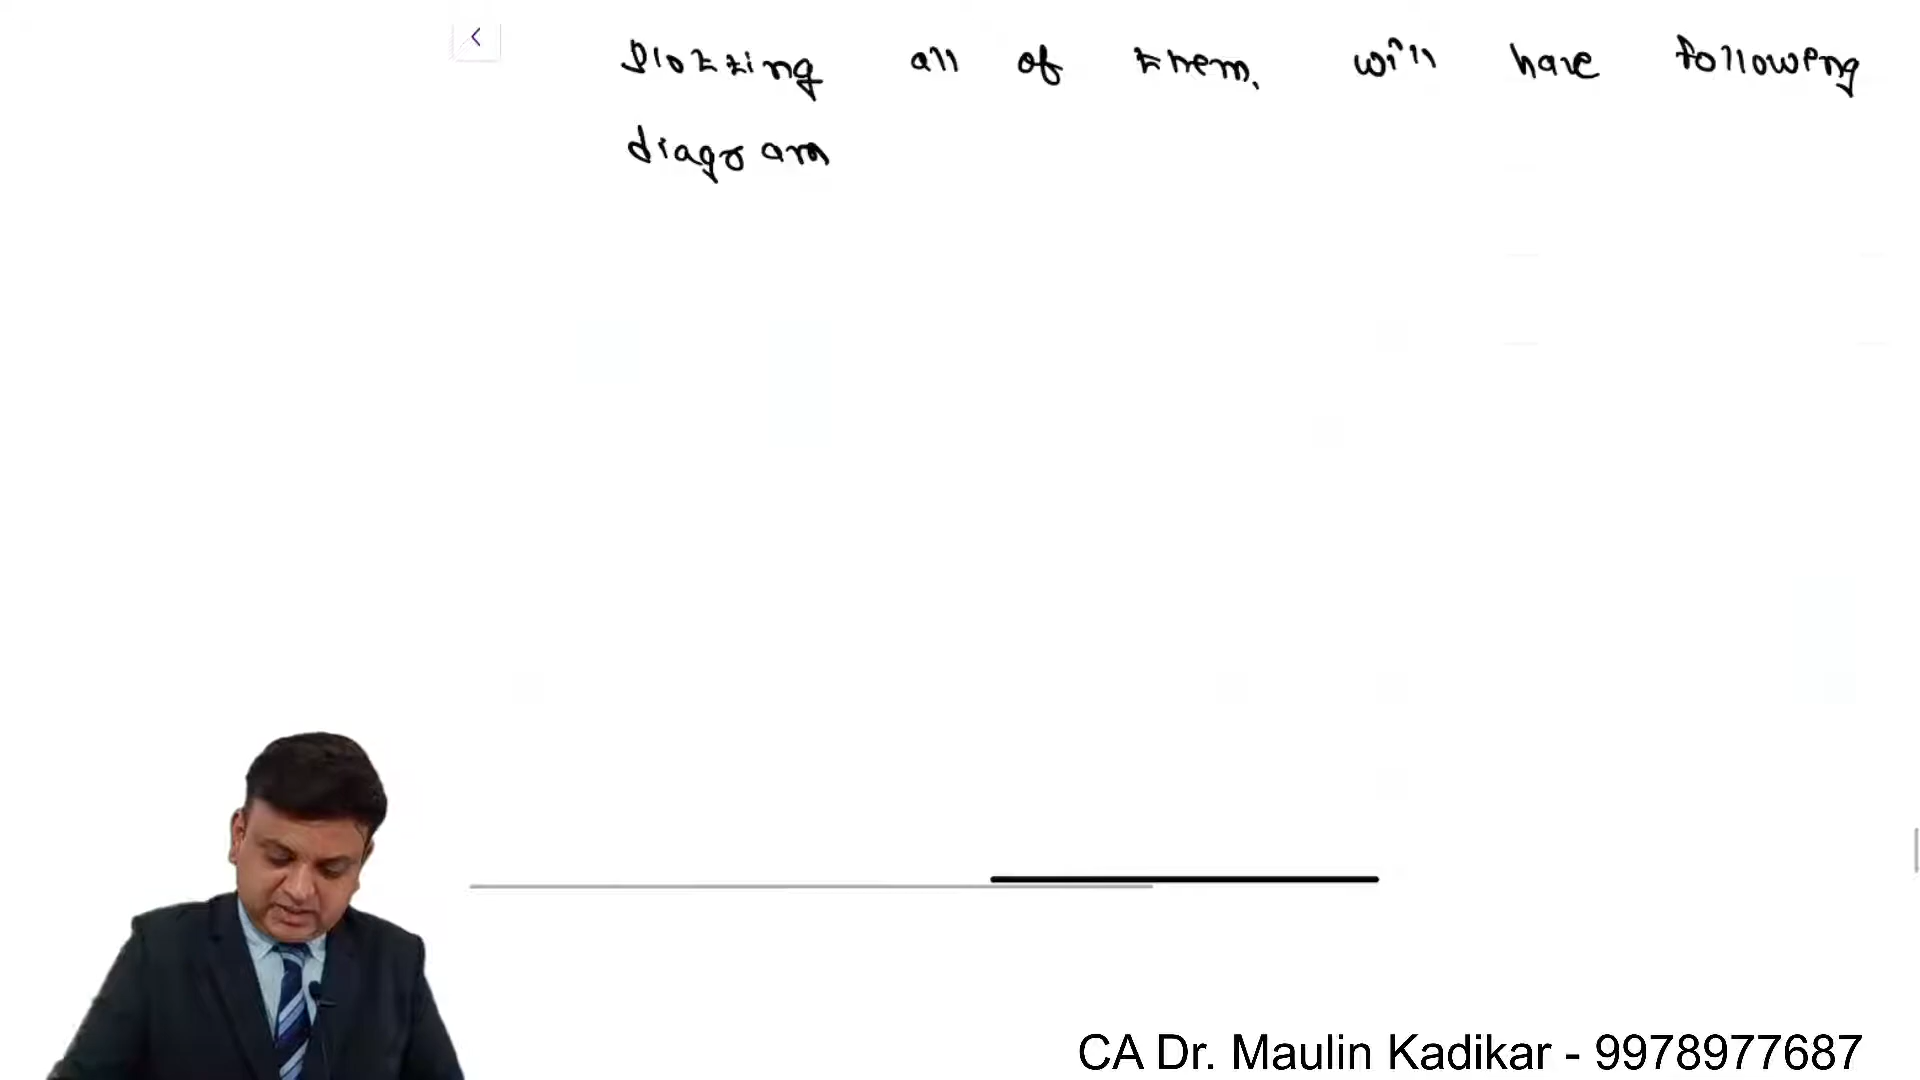 Plotting all of them, will have following
diagram
CA Dr. Maulin Kadikar - 9978977687